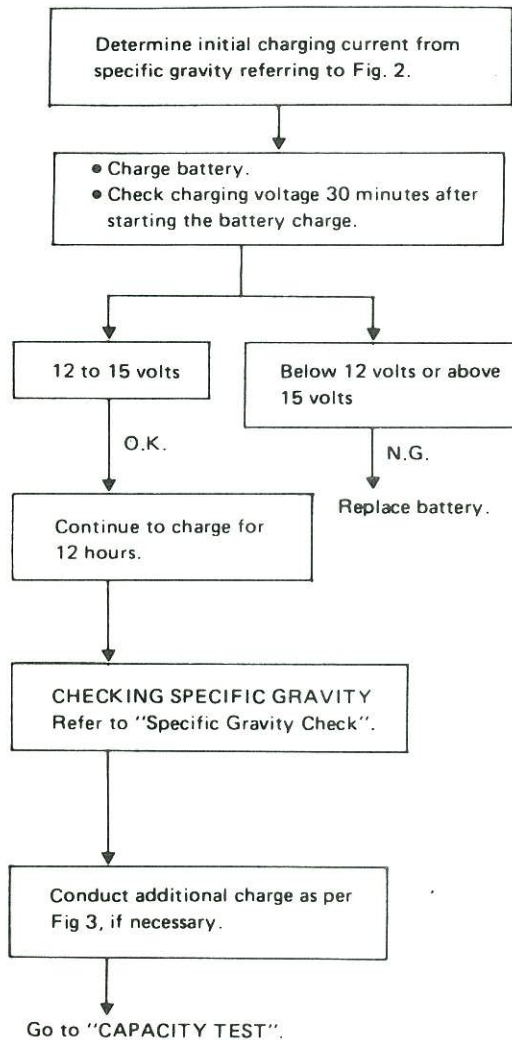 Determine initial charging current from
specific gravity referring to Fig. 2.
• Charge battery.
• Check charging voltage 30 minutes after
starting the battery charge.
12 to 15 volts
Below 12 volts or above
15 volts
O.K.
N.G.
Replace battery.
Continue to charge for
12 hours.
CHECKING SPECIFIC GRAVITY
Refer to "Specific Gravity Check".
Conduct additional charge as per
Fig 3, if necessary.
Go to "CAPACITY TEST".